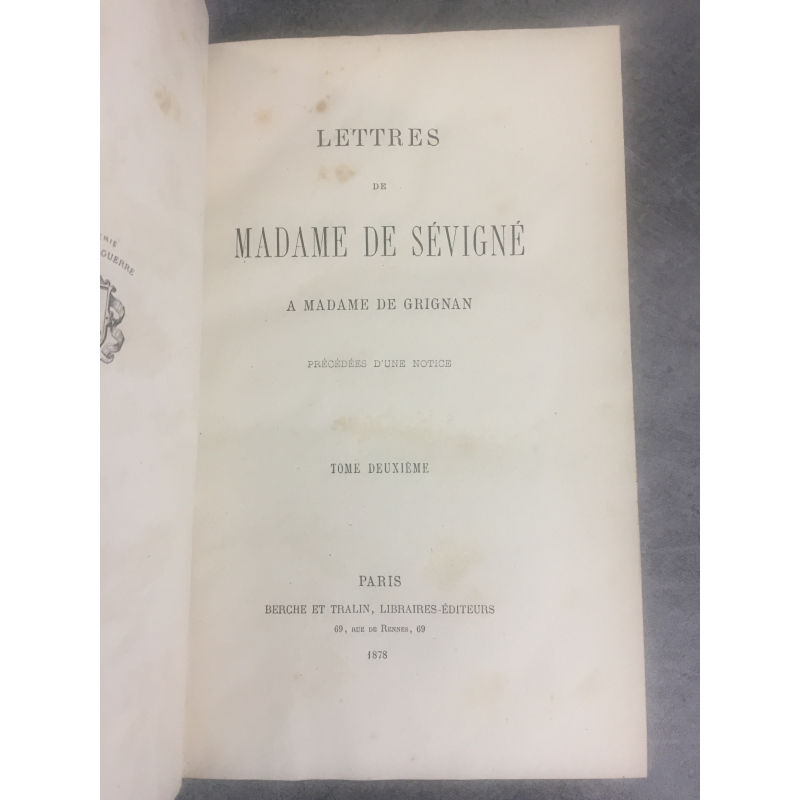 GUERRE
LETTRES
DE
MADAME DE SÉVIGNÉ
A MADAME DE GRIGNAN
PRÉCÉDÉES D'UNE NOTICE
TOME DEUXIÈME
PARIS
BERCHE ET TRALIN, LIBRAIRES-ÉDITEURS
69, RUE DE RENNES, 69
1878